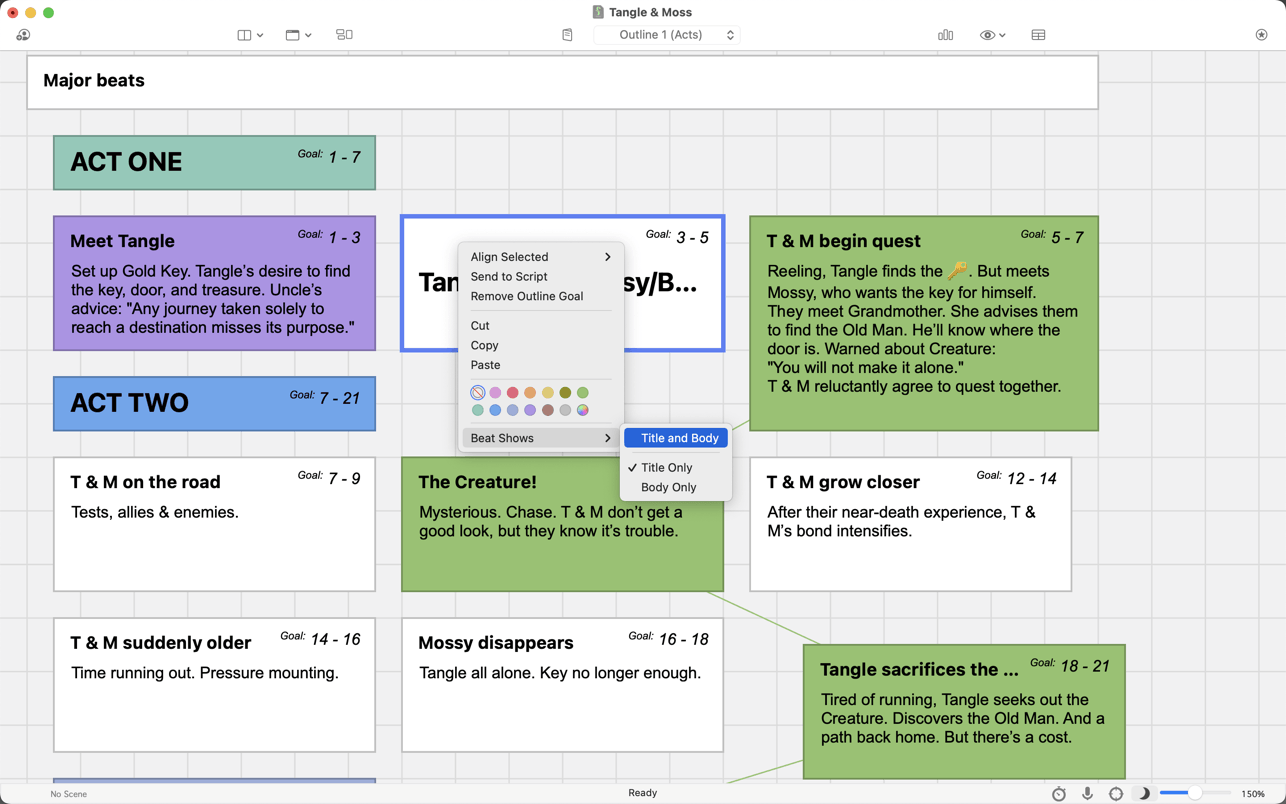 Tangle & Moss
Outline 1 (Acts)
Major beats
ACT ONE
Goal: 1 - 7
Meet Tangle
Goal: 1 - 3
Set up Gold Key. Tangle’s desire to find
the key, door, and treasure. Uncle’s
advice: "Any journey taken solely to
reach a destination misses its purpose."
Goal: 3 - 5
Tan
sy/B...
T & M begin quest
Goal: 5 - 7
Reeling, Tangle finds the 🔑. But meets
Mossy, who wants the key for himself.
They meet Grandmother. She advises them
to find the Old Man. He’ll know where the
door is. Warned about Creature:
"You will not make it alone."
T & M reluctantly agree to quest together.
Align Selected
Send to Script
Remove Outline Goal
Cut
Copy
Paste
Beat Shows
Title and Body
Title Only
Body Only
ACT TWO
Goal: 7 - 21
T & M on the road
Goal: 7 - 9
Tests, allies & enemies.
The Creature!
Mysterious. Chase. T & M don’t get a
good look, but they know it’s trouble.
T & M grow closer
Goal: 12 - 14
After their near-death experience, T &
M’s bond intensifies.
T & M suddenly older
Goal: 14 - 16
Time running out. Pressure mounting.
Mossy disappears
Goal: 16 - 18
Tangle all alone. Key no longer enough.
Tangle sacrifices the ...
Goal: 18 - 21
Tired of running, Tangle seeks out the
Creature. Discovers the Old Man. And a
path back home. But there’s a cost.
No Scene
Ready
150%